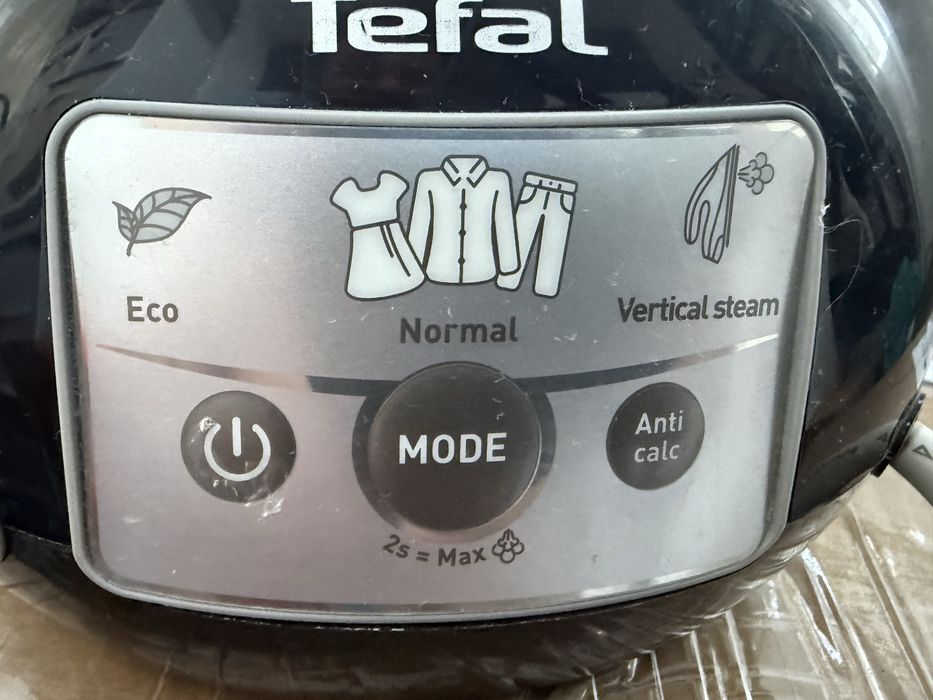 Tefal
Eco
Normal
Vertical steam
MODE
Anti
calc
2s = Max